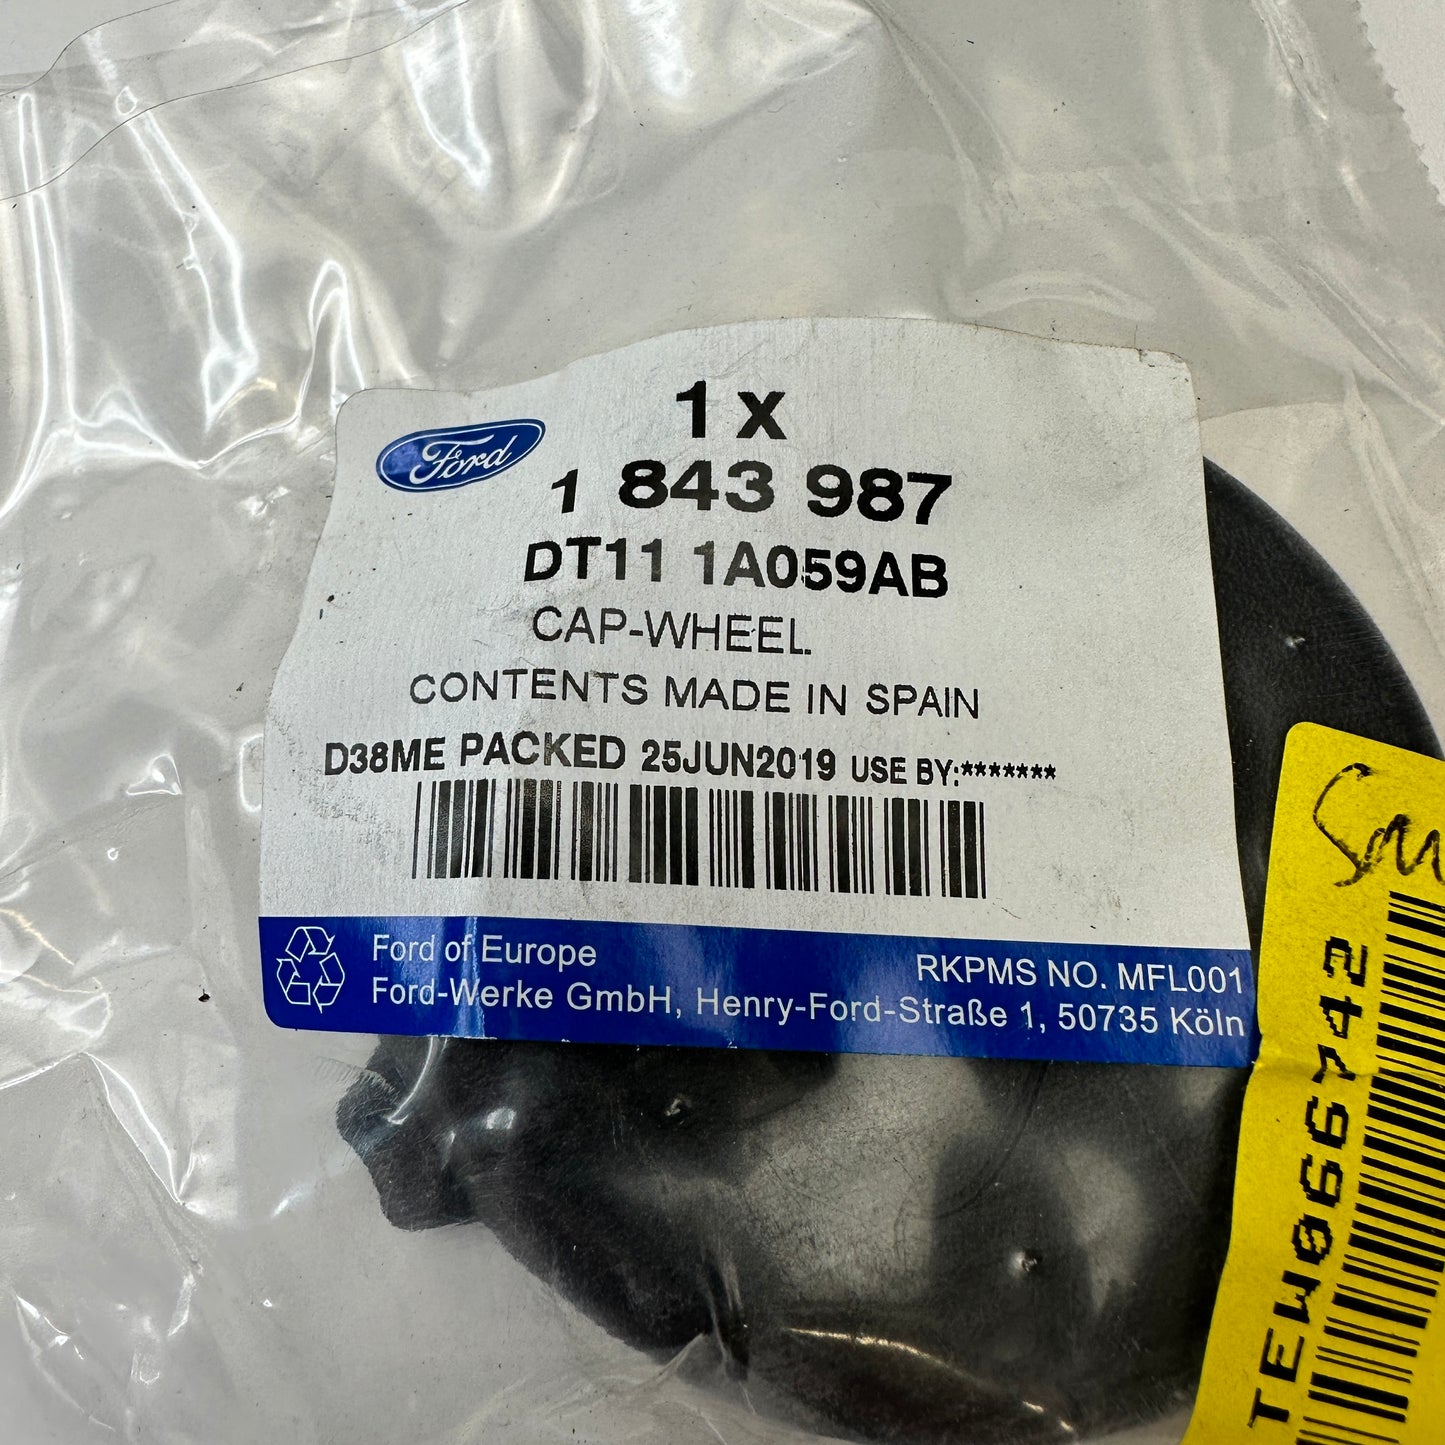 1 X
Ford
1 843 987
DT11 1A059AB
CAP-WHEEL
CONTENTS MADE IN SPAIN
D38ME PACKED 25JUN2019 USE BY:*******
Ford of Europe
RKPMS NO. MFL001
Ford-Werke GmbH, Henry-Ford-Straße 1, 50735 Köln
TEW066742